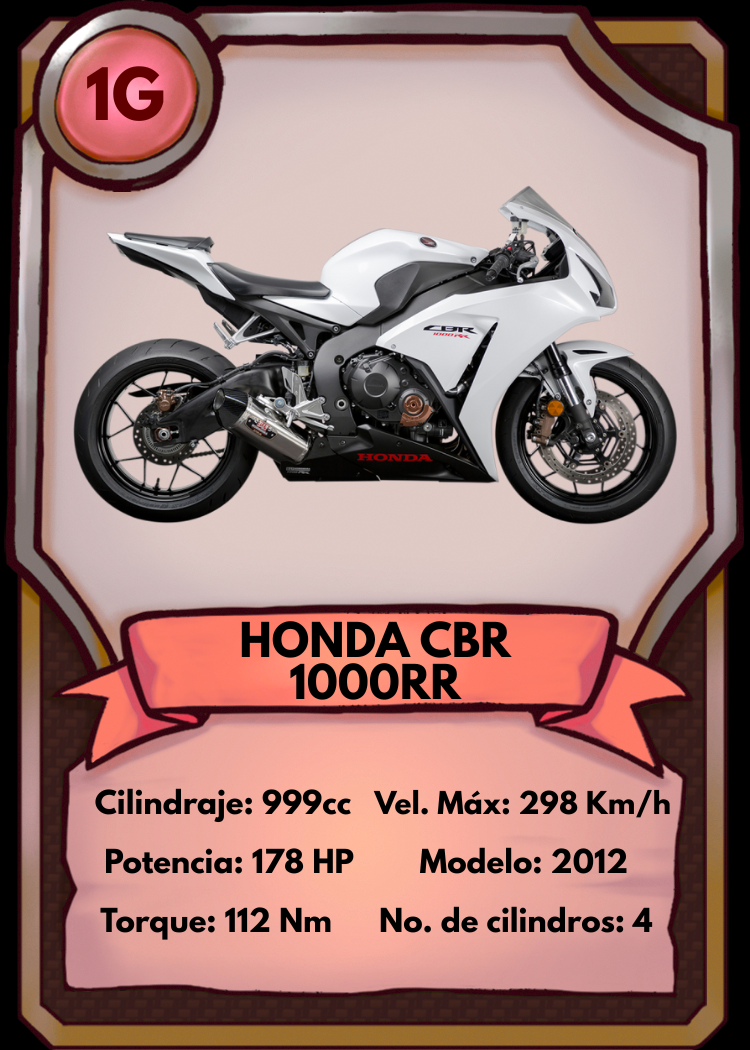 1G
CBR
1000RR
HONDA
HONDA CBR
1000RR
Cilindraje: 999cc
Vel. Máx: 298 Km/h
Potencia: 178 HP
Modelo: 2012
Torque: 112 Nm
No. de cilindros: 4